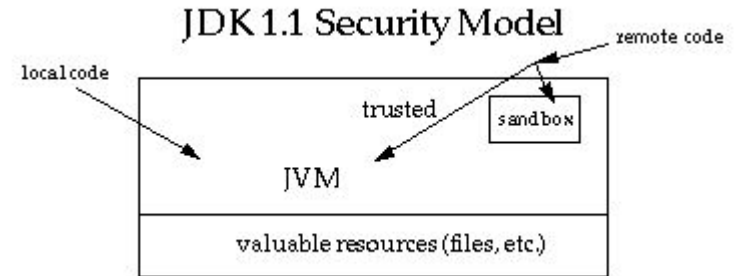 JDK 1.1 Security Model
remote code
local code
trusted
sandbox
JVM
valuable resources (files, etc.)